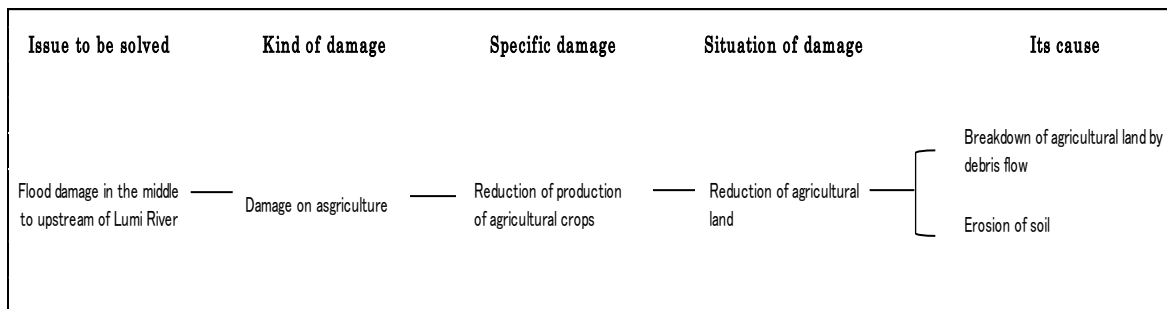 Issue to be solved
Kind of damage
Specific damage
Situation of damage
Its cause
Flood damage in the middle
to upstream of Lumi River
Damage on asgriculture
Reduction of production
of agricultural crops
Reduction of agricultural
land
Breakdown of agricultural land by
debris flow
Erosion of soil